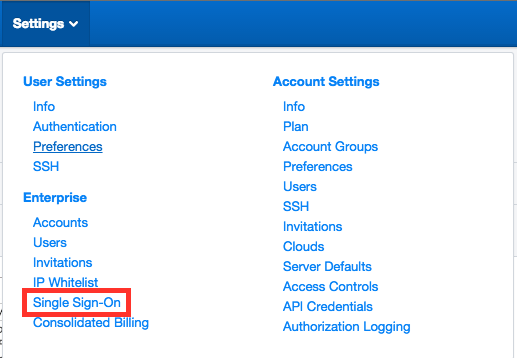 Settings
User Settings
Info
Authentication
Preferences
SSH
Enterprise
Accounts
Users
Invitations
IP Whitelist
Single Sign-On
Consolidated Billing
Account Settings
Info
Plan
Account Groups
Preferences
Users
SSH
Invitations
Clouds
Server Defaults
Access Controls
API Credentials
Authorization Logging